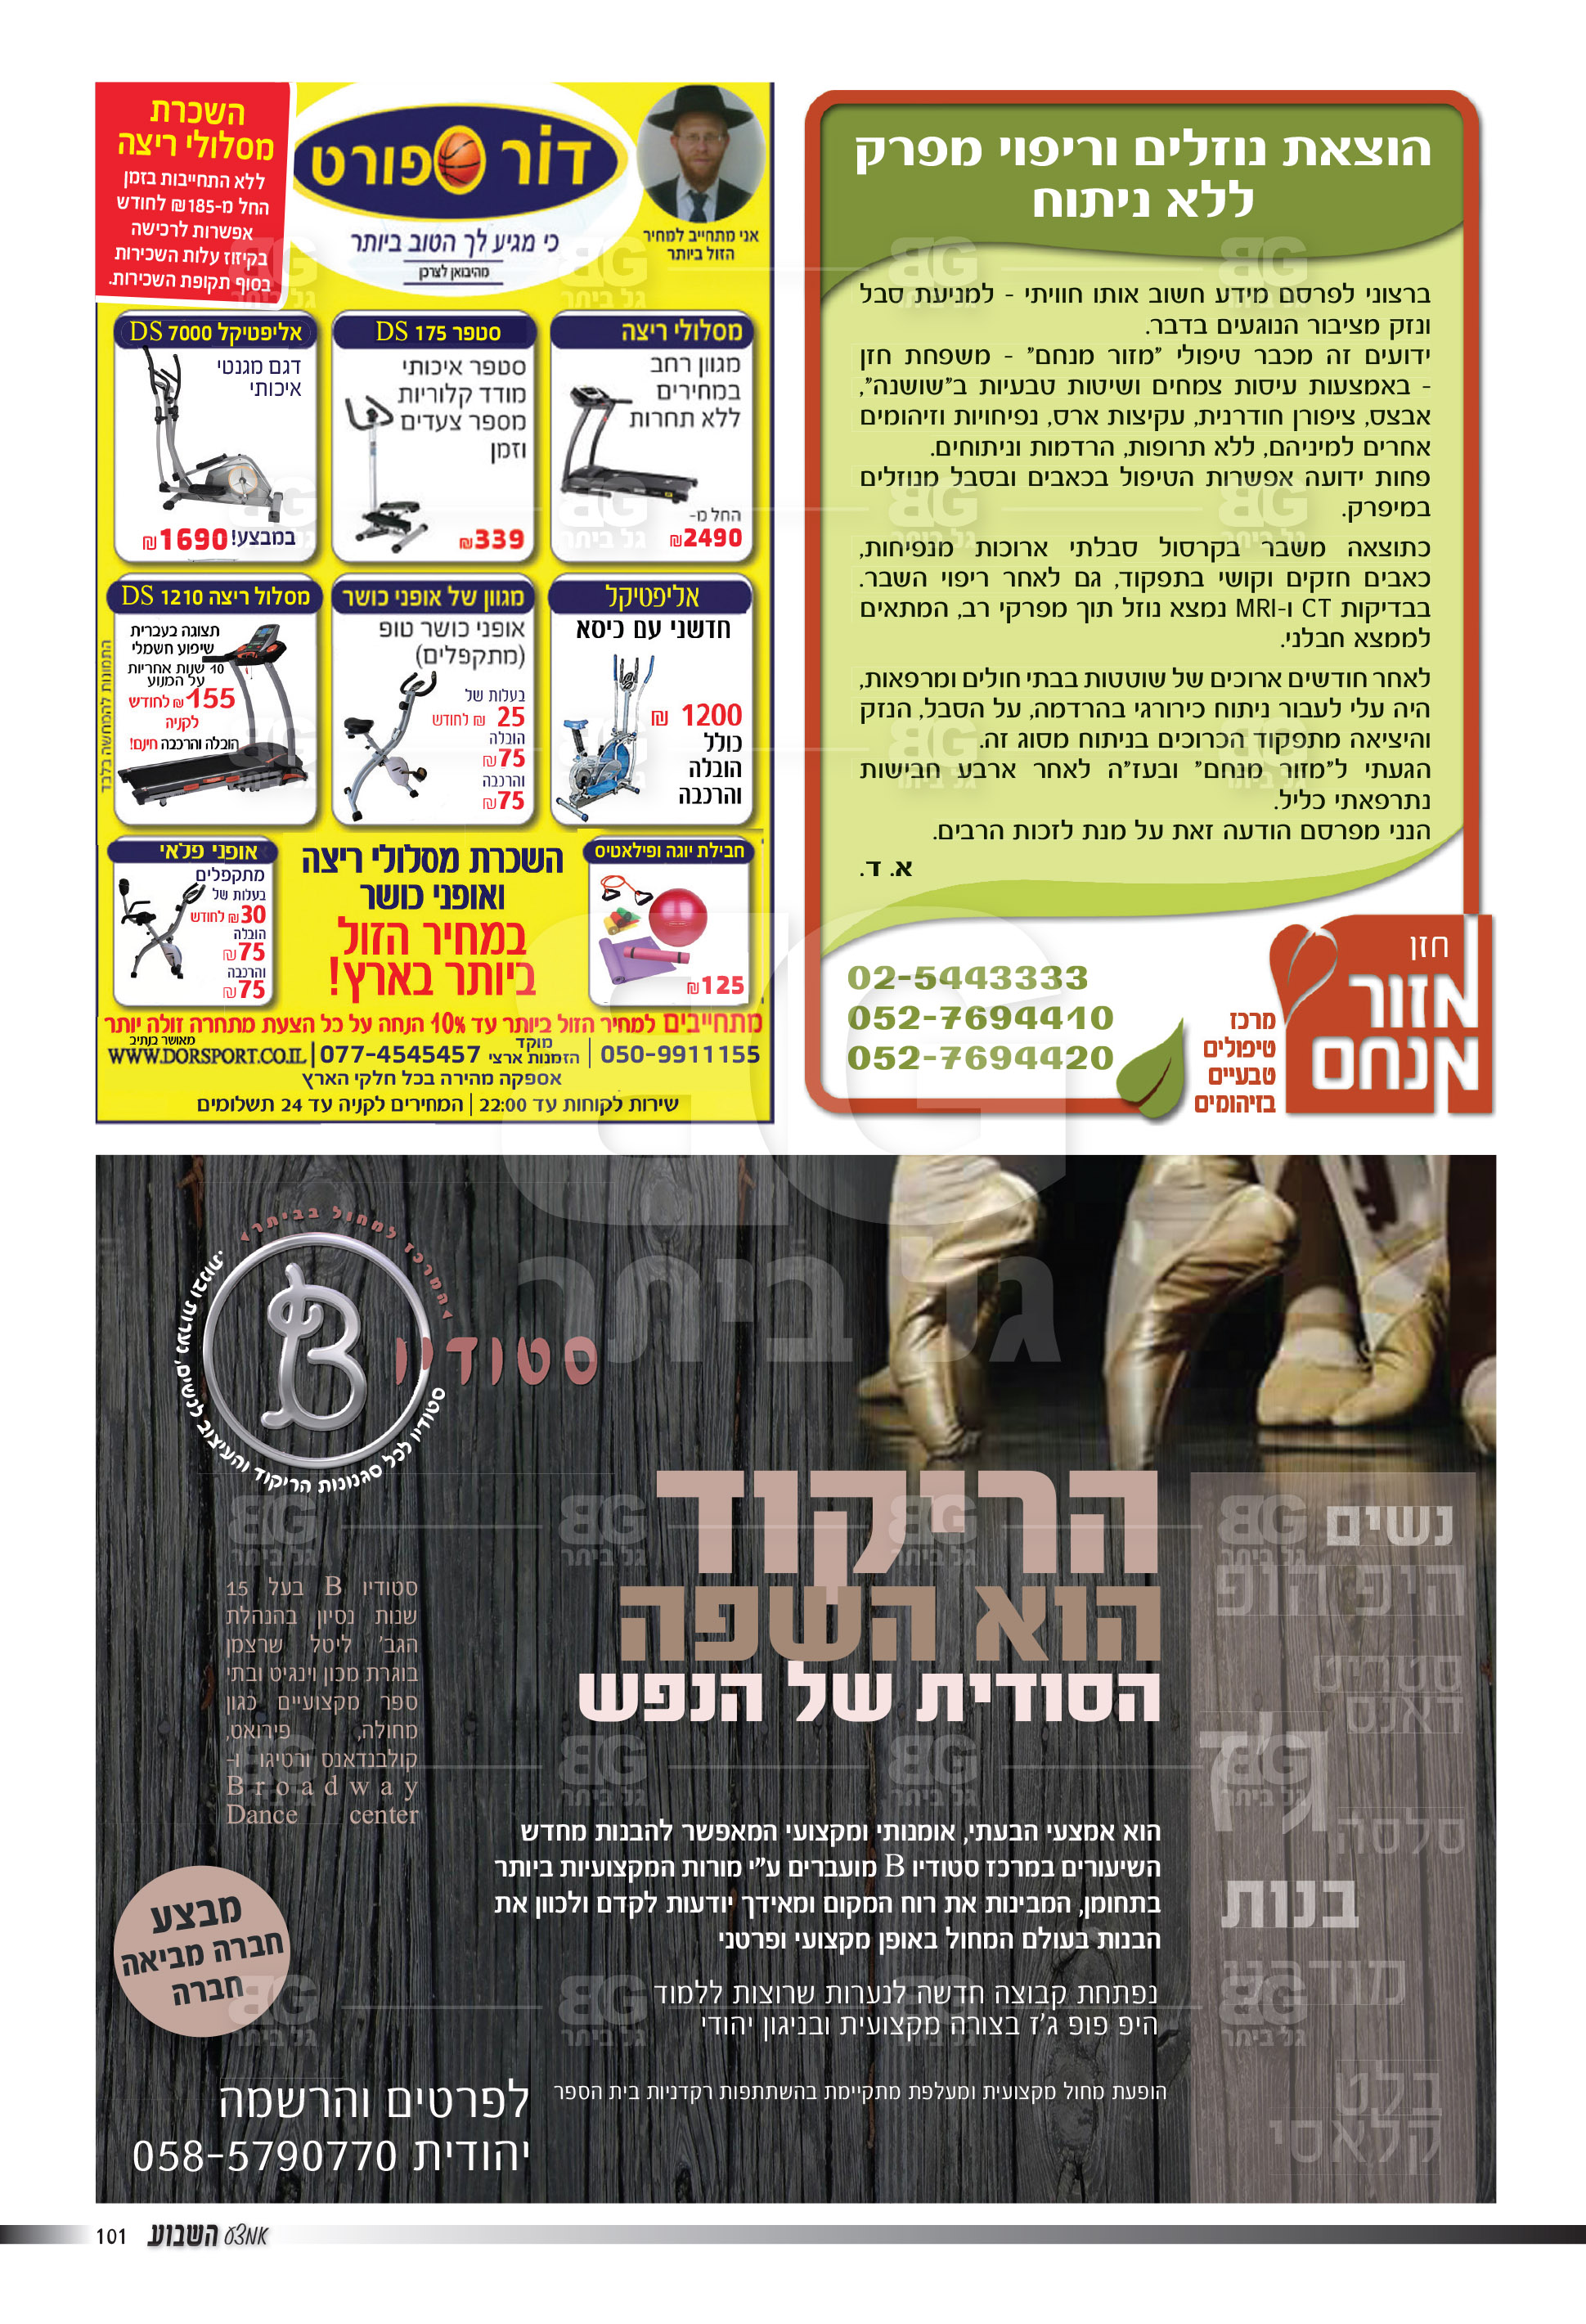 הוצאת נוזלים וריפוי מפרק
ללא ניתוח
ברצוני לפרסם מידע חשוב אותו חוויתי - למניעת סבל
ונזק מציבור הנוגעים בדבר.
ידועים זה מכבר טיפולי "מזור מנחם" - משפחת חזן
- באמצעות עיסות צמחים ושיטות טבעיות ב"שושנה",
אבצס, ציפורן חודרנית, עקיצות ארס, נפיחויות וזיהומים
אחרים למיניהם, ללא תרופות, הרדמות וניתוחים.
פחות ידועה אפשרות הטיפול בכאבים ובסבל מנוזלים
במיפרק.
כתוצאה משבר בקרסול סבלתי ארוכות מנפיחות,
כאבים חזקים וקושי בתפקוד, גם לאחר ריפוי השבר.
בבדיקות CT ו-MRI נמצא נוזל תוך מפרקי רב, המתאים
לממצא חבלני.
לאחר חודשים ארוכים של שוטטות בבתי חולים ומרפאות,
היה עלי לעבור ניתוח כירורגי בהרדמה, על הסבל, הנזק
והיציאה מתפקוד הכרוכים בניתוח מסוג זה.
הגעתי ל"מזור מנחם" ובעז"ה לאחר ארבע חבישות
נתרפאתי כליל.
הנני מפרסם הודעה זאת על מנת לזכות הרבים.
א. ד.
חזן
מזור
מנחם
מרכז
טיפולים
טבעיים
בזיהומים
02-5443333
052-7694410
052-7694420
דור ספורט
כי מגיע לך הטוב ביותר
מהיבואן לצרכן
אני מתחייב למחיר
הזול ביותר
השכרת
מסלולי ריצה
ללא התחייבות בזמן
החל מ-185₪ לחודש
אפשרות לרכישה
בקיזוז עלות השכירות
בסוף תקופת השכירות.
מסלולי ריצה
מגוון רחב
במחירים
ללא תחרות
החל מ-
2490₪
סטפר DS 175
סטפר איכותי
מודד קלוריות
מספר צעדים
וזמן
339₪
אליפטיקל DS 7000
דגם מגנטי
איכותי
במבצע! 1690₪
אליפטיקל
חדשני עם כיסא
1200 ₪
כולל
הובלה
והרכבה
מגוון של אופני כושר
אופני כושר טופ
(מתקפלים)
בעלות של
25 ₪ לחודש
הובלה
75₪
והרכבה
75₪
מסלול ריצה DS 1210
תצוגה בעברית
שיפוע חשמלי
10 שנות אחריות
על המנוע
155₪ לחודש
לקניה
הובלה והרכבה חינם!
התמונות להמחשה בלבד
חבילת יוגה ופילאטיס
125₪
השכרת מסלולי ריצה
ואופני כושר
במחיר הזול
ביותר בארץ!
אופני פלאי
מתקפלים
בעלות של
30₪ לחודש
הובלה
75₪
והרכבה
75₪
מתחייבים למחיר הזול ביותר עד 10% הנחה על כל הצעת מתחרה זולה יותר
050-9911155 | מוקד הזמנות ארצי 077-4545457 | מאושר בנתיב WWW.DORSPORT.CO.IL
אספקה מהירה בכל חלקי הארץ
שירות לקוחות עד 22:00 | המחירים לקניה עד 24 תשלומים
המרכז למחול בביתר
סטודיו B
סטודיו לכל סגנונות הריקוד והעיצוב לנשים, נערות ובנות.
הריקוד
הוא השפה
הסודית של הנפש
נשים
היפ הופ
סטריט
דאנס
ג'ז
סלסה
בנות
מודרני
בלט
קלאסי
סטודיו B בעל 15
שנות נסיון בהנהלת
הגב' ליטל שרצמן
בוגרת מכון וינגיט ובתי
ספר מקצועיים כגון
מחולה, פירואט,
קולבנדאנס ורטיגו ו-
Broadway
Dance center
הוא אמצעי הבעתי, אומנותי ומקצועי המאפשר להבנות מחדש
השיעורים במרכז סטודיו B מועברים ע"י מורות המקצועיות ביותר
בתחומן, המבינות את רוח המקום ומאידך יודעות לקדם ולכוון את
הבנות בעולם המחול באופן מקצועי ופרטני
נפתחת קבוצה חדשה לנערות שרוצות ללמוד
היפ פופ ג'ז בצורה מקצועית ובניגון יהודי
הופעת מחול מקצועית ומעלפת מתקיימת בהשתתפות רקדניות בית הספר
מבצע
חברה מביאה
חברה
לפרטים והרשמה
יהודית 058-5790770
BG
גל ביתר
אמצע השבוע 101